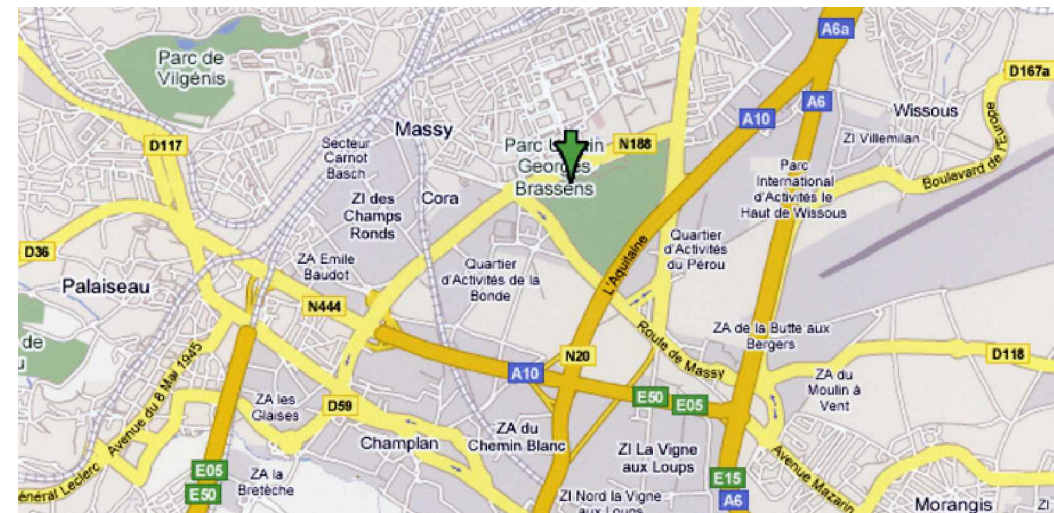 A6a
Parc de
Vilgénis
D167a
A6
Wissous
A10
ZI Villemilan
Massy
D117
Secteur
Carnot
Basch
N188
Georges
Brassens
Boulevard de l'Europe
Parc
International
d'Activités le
Haut de Wissous
ZI des
Champs
Ronds
Cora
D36
L'Aquitaine
Quartier
d'Activités
du Pérou
ZA Emile
Baudot
Quartier
d'Activités de la
Bonde
Palaiseau
N444
de
Route de Massy
ZA de la Butte aux
Bergers
N20
D118
A10
Avenue du 8 Mai 1945
ZA du
Moulin à
Vent
E50
E05
ZA les
Glaises
D59
Champlan
ZA du
Chemin Blanc
ZI La Vigne
aux Loups
Avenue Mazarin
E05
E50
ZA la
Bretèche
E15
A6
énéral Leclerc
ZI Nord la Vigne
aux Loups
Morangis
ZI